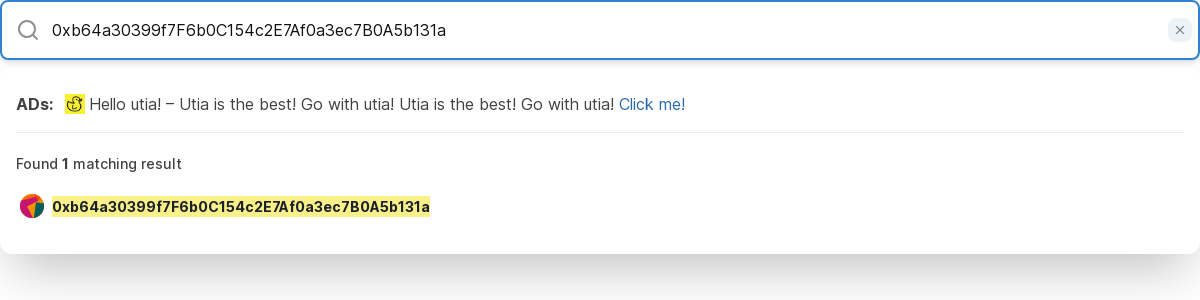 0xb64a30399f7F6b0C154c2E7Af0a3ec7B0A5b131a
ADs: Hello utia! – Utia is the best! Go with utia! Utia is the best! Go with utia! Click me!
Found 1 matching result
0xb64a30399f7F6b0C154c2E7Af0a3ec7B0A5b131a